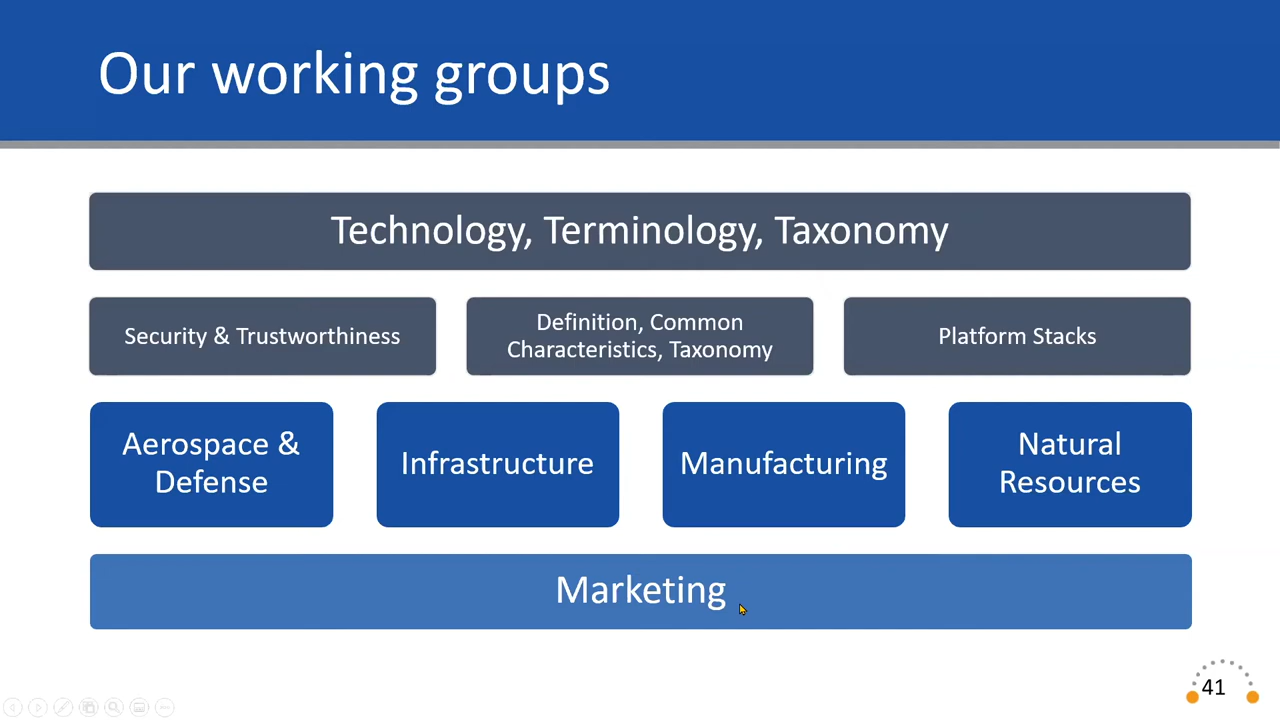 Our working groups
Technology, Terminology, Taxonomy
Security & Trustworthiness
Definition, Common
Characteristics, Taxonomy
Platform Stacks
Aerospace &
Defense
Infrastructure
Manufacturing
Natural
Resources
Marketing
41